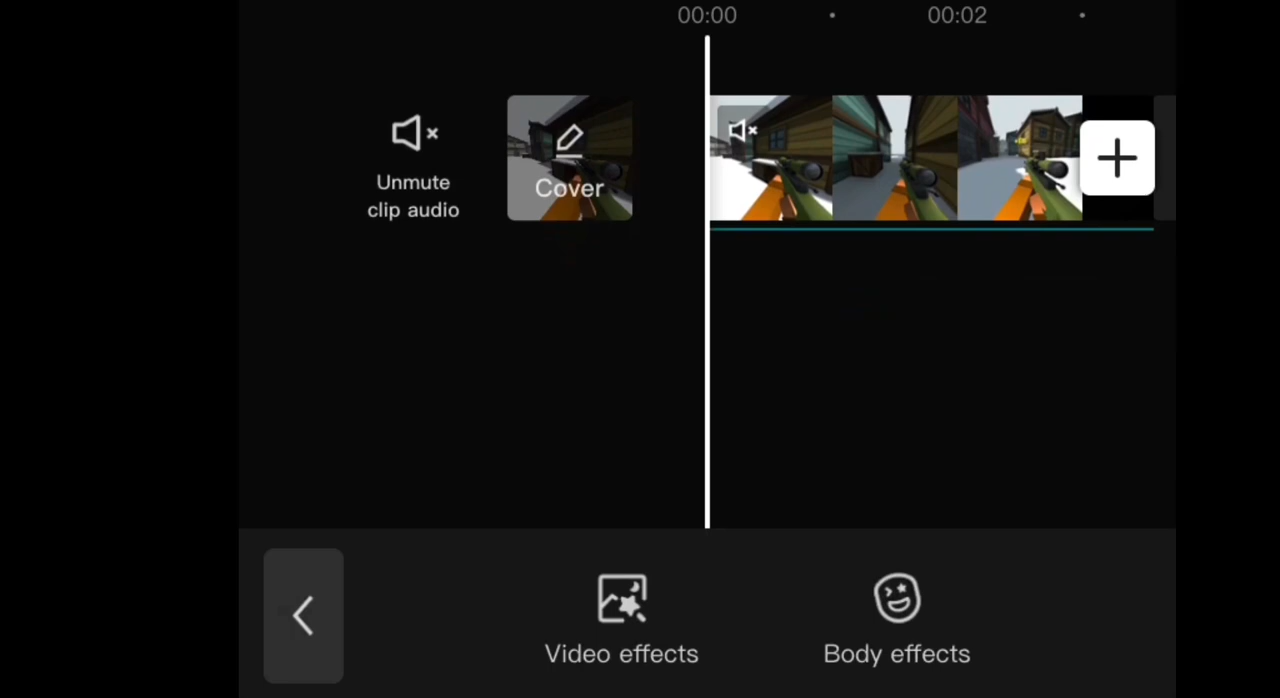 00:00
00:02
Unmute
clip audio
Cover
Video effects
Body effects